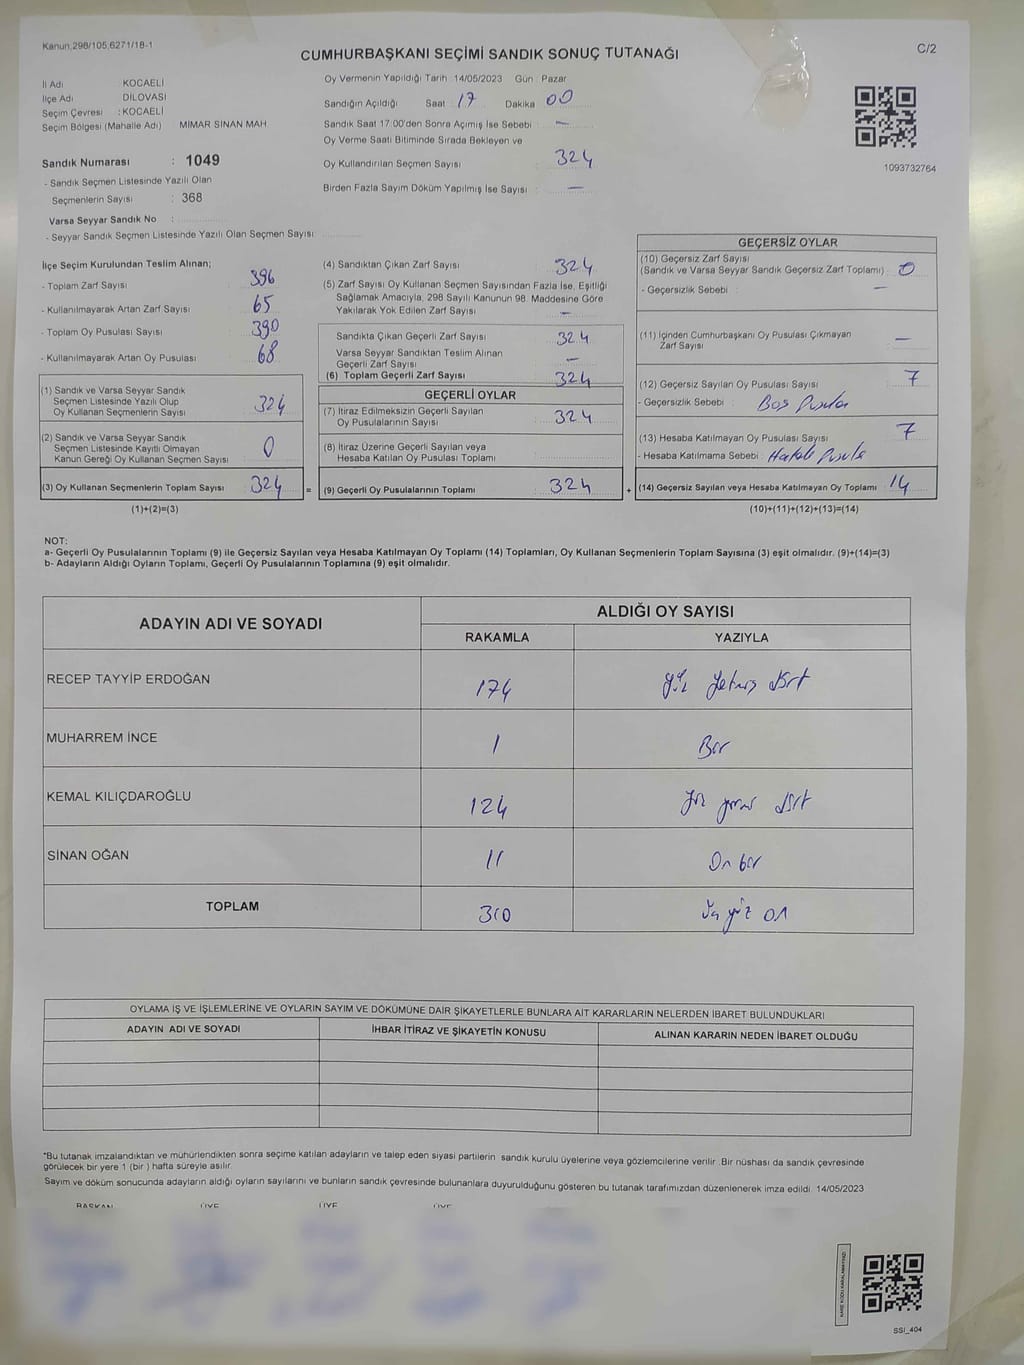 Kanun;298/105,6271/18-1
C/2
CUMHURBAŞKANI SEÇİMİ SANDIK SONUÇ TUTANAĞI
İl Adı : KOCAELİ
İlçe Adı DİLOVASI
Seçim Çevresi : KOCAELİ
Seçim Bölgesi (Mahalle Adı) MİMAR SİNAN MAH.
Sandık Numarası : 1049
- Sandık Seçmen Listesinde Yazılı Olan
Seçmenlerin Sayısı : 368
Varsa Seyyar Sandık No :
- Seyyar Sandık Seçmen Listesinde Yazılı Olan Seçmen Sayısı:
Oy Vermenin Yapıldığı Tarih :14/05/2023 Gün : Pazar
Sandığın Açıldığı Saat 17 Dakika 00
Sandık Saat 17:00'den Sonra Açımış İse Sebebi : —
Oy Verme Saati Bitiminde Sırada Bekleyen ve
Oy Kullandırılan Seçmen Sayısı 324
Birden Fazla Sayım Döküm Yapılmış İse Sayısı : —
1093732764
İlçe Seçim Kurulundan Teslim Alınan;
- Toplam Zarf Sayısı : 396
- Kullanılmayarak Artan Zarf Sayısı : 65
- Toplam Oy Pusulası Sayısı : 390
- Kullanılmayarak Artan Oy Pusulası : 68
(1) Sandık ve Varsa Seyyar Sandık
Seçmen Listesinde Yazılı Olup
Oy Kullanan Seçmenlerin Sayısı : 324
(2) Sandık ve Varsa Seyyar Sandık
Seçmen Listesinde Kayıtlı Olmayan
Kanun Gereği Oy Kullanan Seçmen Sayısı : 0
(3) Oy Kullanan Seçmenlerin Toplam Sayısı : 324
(1)+(2)=(3)
(4) Sandıktan Çıkan Zarf Sayısı : 324
(5) Zarf Sayısı Oy Kullanan Seçmen Sayısından Fazla İse, Eşitliği
Sağlamak Amacıyla, 298 Sayılı Kanunun 98. Maddesine Göre
Yakılarak Yok Edilen Zarf Sayısı : —
Sandıkta Çıkan Geçerli Zarf Sayısı : 324
Varsa Seyyar Sandıktan Teslim Alınan
Geçerli Zarf Sayısı : —
(6) Toplam Geçerli Zarf Sayısı : 324
GEÇERLİ OYLAR
(7) İtiraz Edilmeksizin Geçerli Sayılan
Oy Pusulalarının Sayısı : 324
(8) İtiraz Üzerine Geçerli Sayılan veya
Hesaba Katılan Oy Pusulası Toplamı :
= (9) Geçerli Oy Pusulalarının Toplamı : 324
GEÇERSİZ OYLAR
(10) Geçersiz Zarf Sayısı
(Sandık ve Varsa Seyyar Sandık Geçersiz Zarf Toplamı) : 0
- Geçersizlik Sebebi : —
(11) İçinden Cumhurbaşkanı Oy Pusulası Çıkmayan
Zarf Sayısı : —
(12) Geçersiz Sayılan Oy Pusulası Sayısı : 7
- Geçersizlik Sebebi : Boş Pusula
(13) Hesaba Katılmayan Oy Pusulası Sayısı : 7
- Hesaba Katılmama Sebebi : Hatalı Pusula
+ (14) Geçersiz Sayılan veya Hesaba Katılmayan Oy Toplamı : 14
(10)+(11)+(12)+(13)=(14)
NOT:
a- Geçerli Oy Pusulalarının Toplamı (9) ile Geçersiz Sayılan veya Hesaba Katılmayan Oy Toplamı (14) Toplamları, Oy Kullanan Seçmenlerin Toplam Sayısına (3) eşit olmalıdır. (9)+(14)=(3)
b- Adayların Aldığı Oyların Toplamı, Geçerli Oy Pusulalarının Toplamına (9) eşit olmalıdır.
ADAYIN ADI VE SOYADI
ALDIĞI OY SAYISI
RAKAMLA YAZIYLA
RECEP TAYYİP ERDOĞAN 174 yüz yetmiş dört
MUHARREM İNCE 1 Bir
KEMAL KILIÇDAROĞLU 124 yüz yirmi dört
SİNAN OĞAN 11 On bir
TOPLAM 310 Üç yüz on
OYLAMA İŞ VE İŞLEMLERİNE VE OYLARIN SAYIM VE DÖKÜMÜNE DAİR ŞİKAYETLERLE BUNLARA AİT KARARLARIN NELERDEN İBARET BULUNDUKLARI
ADAYIN ADI VE SOYADI İHBAR İTİRAZ VE ŞİKAYETİN KONUSU ALINAN KARARIN NEDEN İBARET OLDUĞU
*Bu tutanak imzalandıktan ve mühürlendikten sonra seçime katılan adayların ve talep eden siyasi partilerin sandık kurulu üyelerine veya gözlemcilerine verilir. Bir nüshası da sandık çevresinde
görülecek bir yere 1 (bir ) hafta süreyle asılır.
Sayım ve döküm sonucunda adayların aldığı oyların sayılarını ve bunların sandık çevresinde bulunanlara duyurulduğunu gösteren bu tutanak tarafımızdan düzenlenerek imza edildi. 14/05/2023
BAŞKAN ÜYE ÜYE ÜYE
KARE KODU KARALAMAYINIZ!
SSİ_404